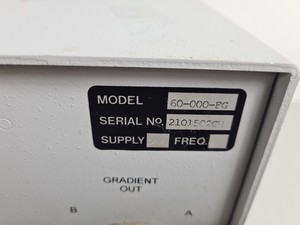 MODEL 60-000-FG
SERIAL NO.
SUPPLY FREQ.
GRADIENT
OUT
B A